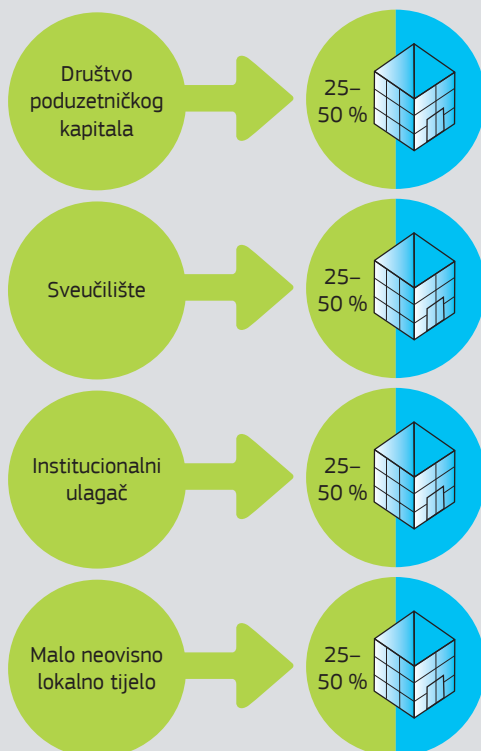 Društvo
poduzetničkog
kapitala
25–
50 %
Sveučilište
25–
50 %
Institucionalni
ulagač
25–
50 %
Malo neovisno
lokalno tijelo
25–
50 %